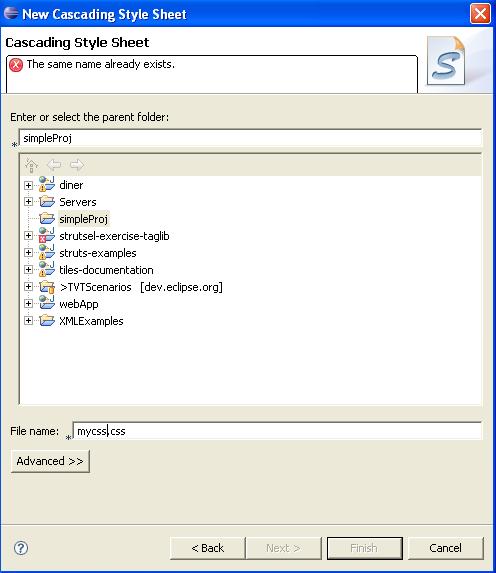 New Cascading Style Sheet
Cascading Style Sheet
The same name already exists.
Enter or select the parent folder:
* simpleProj
diner
Servers
simpleProj
strutsel-exercise-taglib
struts-examples
tiles-documentation
>TVTScenarios [dev.eclipse.org]
webApp
XMLExamples
File name: * mycss.css
Advanced >>
< Back Next > Finish Cancel